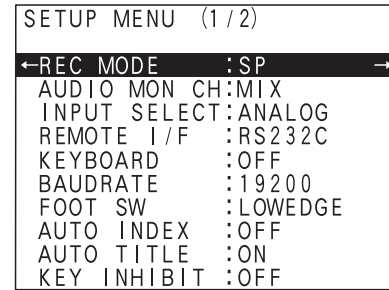 SETUP MENU (1/2)
←REC MODE :SP →
AUDIO MON CH:MIX
INPUT SELECT:ANALOG
REMOTE I/F :RS232C
KEYBOARD :OFF
BAUDRATE :19200
FOOT SW :LOWEDGE
AUTO INDEX :OFF
AUTO TITLE :ON
KEY INHIBIT :OFF